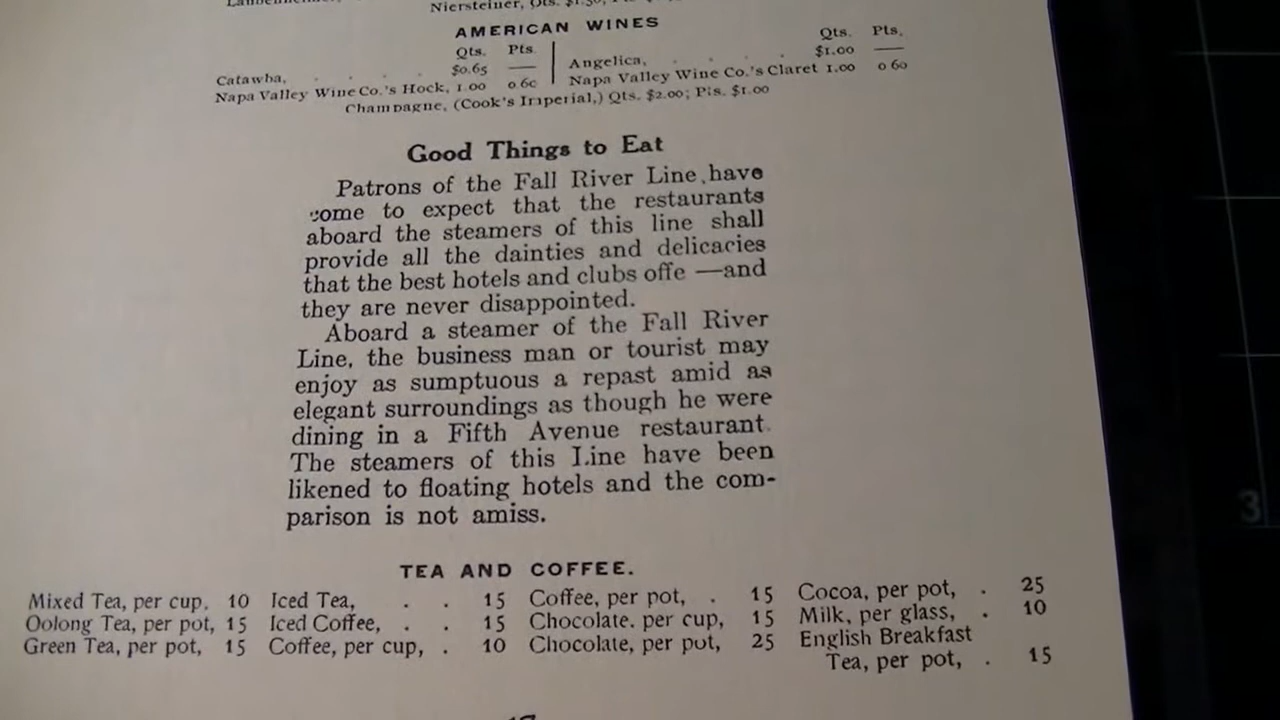 Niersteiner, Qts. $1.50,
AMERICAN WINES
Qts. Pts.
Catawba, . . . . $0.65 —
Napa Valley Wine Co.'s Hock, 1.00 0 60
Qts. Pts.
Angelica, . . . . $1.00 —
Napa Valley Wine Co.'s Claret 1.00 0 60
Champagne, (Cook's Imperial,) Qts. $2.00; Pts. $1.00
Good Things to Eat
Patrons of the Fall River Line have
come to expect that the restaurants
aboard the steamers of this line shall
provide all the dainties and delicacies
that the best hotels and clubs offe —and
they are never disappointed.
Aboard a steamer of the Fall River
Line, the business man or tourist may
enjoy as sumptuous a repast amid as
elegant surroundings as though he were
dining in a Fifth Avenue restaurant.
The steamers of this Line have been
likened to floating hotels and the com-
parison is not amiss.
TEA AND COFFEE.
Mixed Tea, per cup. 10
Oolong Tea, per pot, 15
Green Tea, per pot, 15
Iced Tea, . . 15
Iced Coffee, . . 15
Coffee, per cup, . 10
Coffee, per pot, . 15
Chocolate. per cup, 15
Chocolate, per pot, 25
Cocoa, per pot, . 25
Milk, per glass, . 10
English Breakfast
Tea, per pot, . 15
3